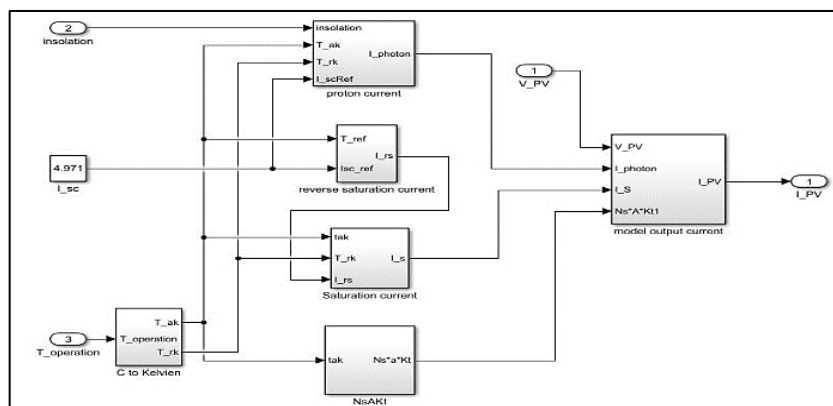 2
insolation
insolation
T_ak
T_rk
I_scRef
I_photon
proton current
1
V_PV
4.971
I_sc
T_ref
Isc_ref
I_rs
reverse saturation current
V_PV
I_photon
I_S
Ns*A*Kt1
I_PV
model output current
1
I_PV
tak
T_rk
I_rs
I_s
Saturation current
3
T_operation
T_ak
T_operation
T_rk
C to Kelvien
tak
Ns*a*Kt
NsAKt